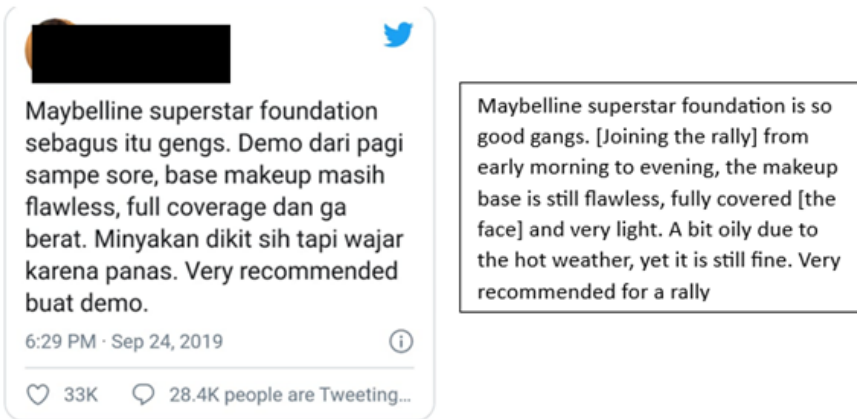 Maybelline superstar foundation
sebagus itu gengs. Demo dari pagi
sampe sore, base makeup masih
flawless, full coverage dan ga
berat. Minyakan dikit sih tapi wajar
karena panas. Very recommended
buat demo.
6:29 PM · Sep 24, 2019
33K 28.4K people are Tweeting...
Maybelline superstar foundation is so
good gangs. [Joining the rally] from
early morning to evening, the makeup
base is still flawless, fully covered [the
face] and very light. A bit oily due to
the hot weather, yet it is still fine. Very
recommended for a rally